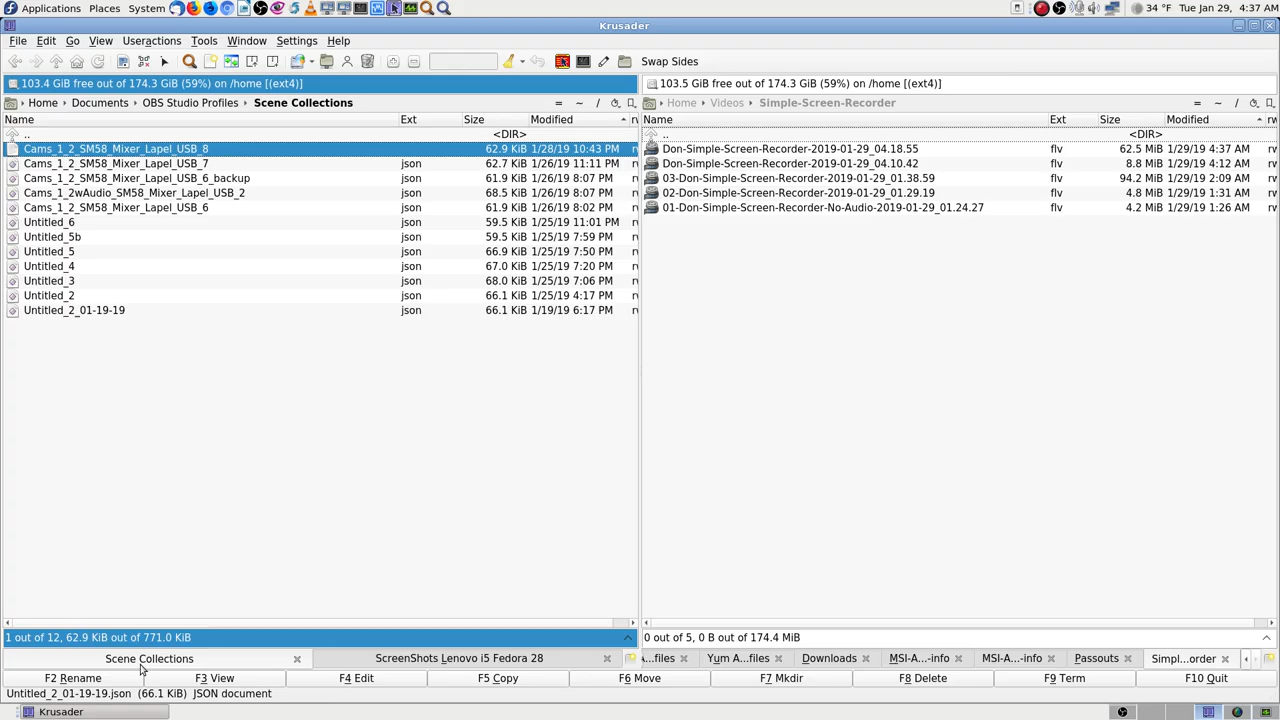 Applications Places System 34 °F Tue Jan 29, 4:37 AM
Krusader
File Edit Go View Useractions Tools Window Settings Help
Swap Sides
103.4 GiB free out of 174.3 GiB (59%) on /home [(ext4)]
103.5 GiB free out of 174.3 GiB (59%) on /home [(ext4)]
Home Documents OBS Studio Profiles Scene Collections = ~ /
Home Videos Simple-Screen-Recorder = ~ /
Name Ext Size Modified
Name Ext Size Modified
.. <DIR>
Cams_1_2_SM58_Mixer_Lapel_USB_8 62.9 KiB 1/28/19 10:43 PM
Cams_1_2_SM58_Mixer_Lapel_USB_7 json 62.7 KiB 1/26/19 11:11 PM
Cams_1_2_SM58_Mixer_Lapel_USB_6_backup json 61.9 KiB 1/26/19 8:07 PM
Cams_1_2wAudio_SM58_Mixer_Lapel_USB_2 json 68.5 KiB 1/26/19 8:07 PM
Cams_1_2_SM58_Mixer_Lapel_USB_6 json 61.9 KiB 1/26/19 8:02 PM
Untitled_6 json 59.5 KiB 1/25/19 11:01 PM
Untitled_5b json 59.5 KiB 1/25/19 7:59 PM
Untitled_5 json 66.9 KiB 1/25/19 7:50 PM
Untitled_4 json 67.0 KiB 1/25/19 7:20 PM
Untitled_3 json 68.0 KiB 1/25/19 7:06 PM
Untitled_2 json 66.1 KiB 1/25/19 4:17 PM
Untitled_2_01-19-19 json 66.1 KiB 1/19/19 6:17 PM
.. <DIR>
Don-Simple-Screen-Recorder-2019-01-29_04.18.55 flv 62.5 MiB 1/29/19 4:37 AM
Don-Simple-Screen-Recorder-2019-01-29_04.10.42 flv 8.8 MiB 1/29/19 4:12 AM
03-Don-Simple-Screen-Recorder-2019-01-29_01.38.59 flv 94.2 MiB 1/29/19 2:09 AM
02-Don-Simple-Screen-Recorder-2019-01-29_01.29.19 flv 4.8 MiB 1/29/19 1:31 AM
01-Don-Simple-Screen-Recorder-No-Audio-2019-01-29_01.24.27 flv 4.2 MiB 1/29/19 1:26 AM
1 out of 12, 62.9 KiB out of 771.0 KiB
0 out of 5, 0 B out of 174.4 MiB
Scene Collections ScreenShots Lenovo i5 Fedora 28
A...files Yum A...files Downloads MSI-A...-info MSI-A...-info Passouts Simpl...order
F2 Rename F3 View F4 Edit F5 Copy F6 Move F7 Mkdir F8 Delete F9 Term F10 Quit
Untitled_2_01-19-19.json (66.1 KiB) JSON document
Krusader